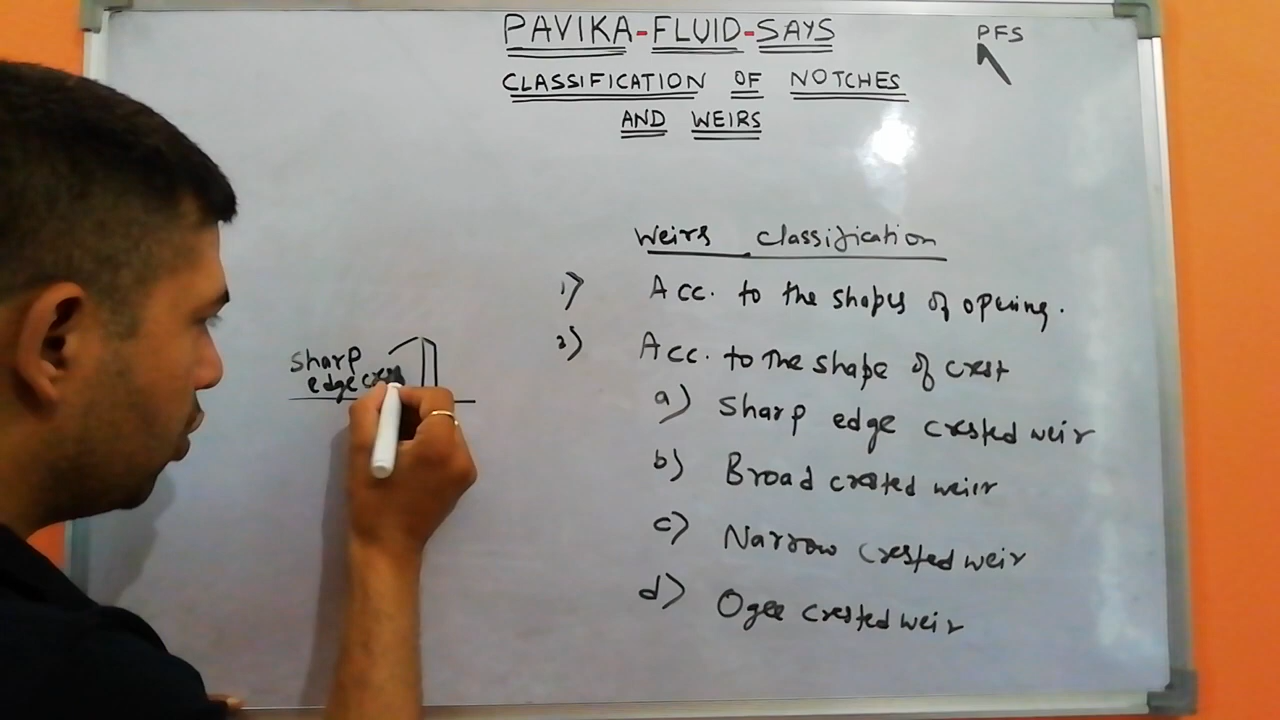 PAVIKA-FLUID-SAYS
PFS
CLASSIFICATION OF NOTCHES
AND WEIRS
Weirs classification
1) Acc. to the shapes of opening.
2) Acc. to the shape of crest
a) Sharp edge crested weir
b) Broad crested weir
c) Narrow crested weir
d) Ogee crested weir
Sharp
edge